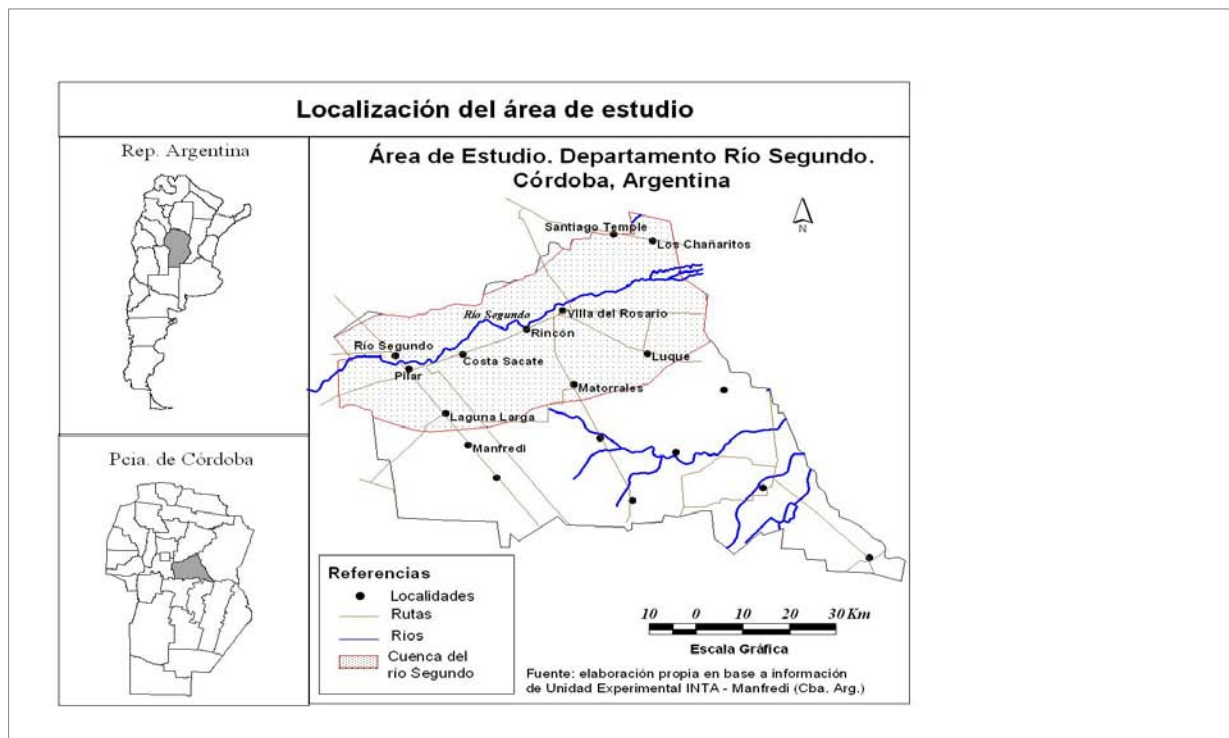 Localización del área de estudio
Rep. Argentina
Pcia. de Córdoba
Área de Estudio. Departamento Río Segundo.
Córdoba, Argentina
N
Santiago Temple
Los Chañaritos
Río Segundo
Villa del Rosario
Rincón
Río Segundo
Costa Sacate
Luque
Pilar
Matorrales
Laguna Larga
Manfredi
Referencias
Localidades
Rutas
Ríos
Cuenca del
río Segundo
10 0 10 20 30 Km
Escala Gráfica
Fuente: elaboración propia en base a información
de Unidad Experimental INTA - Manfredi (Cba. Arg.)